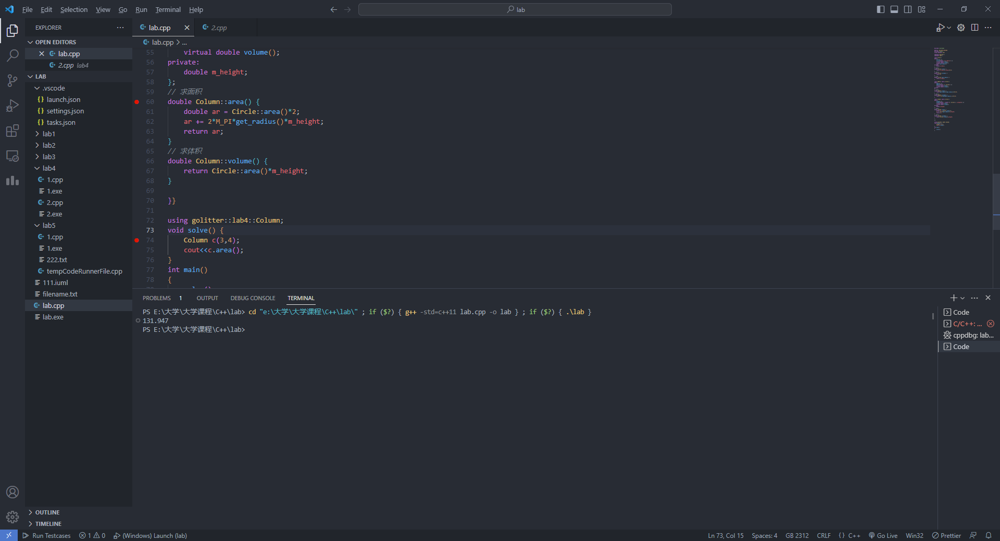 File Edit Selection View Go Run Terminal Help
lab
EXPLORER
OPEN EDITORS
lab.cpp
2.cpp lab4
LAB
.vscode
launch.json
settings.json
tasks.json
lab1
lab2
lab3
lab4
1.cpp
1.exe
2.cpp
2.exe
lab5
1.cpp
1.exe
222.txt
tempCodeRunnerFile.cpp
111.iuml
filename.txt
lab.cpp
lab.exe
OUTLINE
TIMELINE
lab.cpp 2.cpp
lab.cpp > ...
55 virtual double volume();
56 private:
57 double m_height;
58 };
59 // 求面积
60 double Column::area() {
61 double ar = Circle::area()*2;
62 ar += 2*M_PI*get_radius()*m_height;
63 return ar;
64 }
65 // 求体积
66 double Column::volume() {
67 return Circle::area()*m_height;
68 }
69
70 }}
71
72 using golitter::lab4::Column;
73 void solve() {
74 Column c(3,4);
75 cout<<c.area();
76 }
77 int main()
78 {
PROBLEMS 1 OUTPUT DEBUG CONSOLE TERMINAL
PS E:\大学\大学课程\C++\lab> cd "e:\大学\大学课程\C++\lab\" ; if ($?) { g++ -std=c++11 lab.cpp -o lab } ; if ($?) { .\lab }
131.947
PS E:\大学\大学课程\C++\lab>
Code
C/C++: ...
cppdbg: lab...
Code
Run Testcases 1 0 (Windows) Launch (lab) Ln 73, Col 15 Spaces: 4 GB 2312 CRLF {} C++ Go Live Win32 Prettier